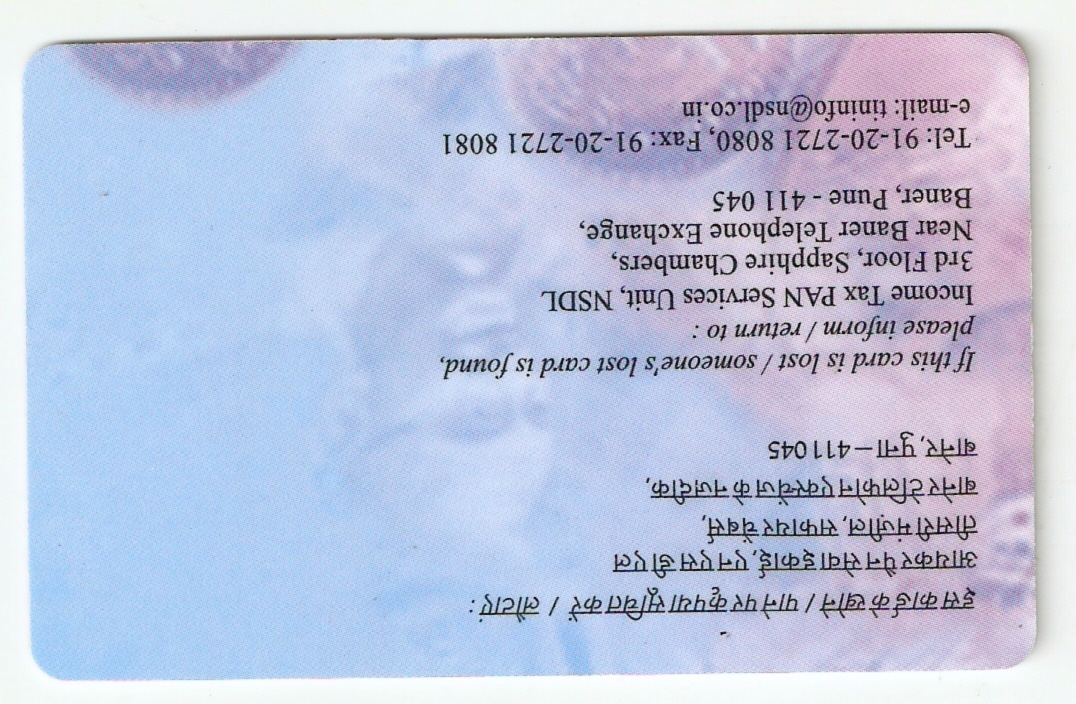 इस कार्ड के खोने / पाने पर कृपया सूचित करें / लौटाएं :
आयकर पैन सेवा इकाई, एन एस डी एल
तीसरी मंज़ील, सफायर चेंबर्स,
बानेर टेलिफोन एक्स्चेंज के नजदीक,
बानेर, पुना – 411 045
If this card is lost / someone's lost card is found,
please inform / return to :
Income Tax PAN Services Unit, NSDL
3rd Floor, Sapphire Chambers,
Near Baner Telephone Exchange,
Baner, Pune - 411 045
Tel: 91-20-2721 8080, Fax: 91-20-2721 8081
e-mail: tininfo@nsdl.co.in